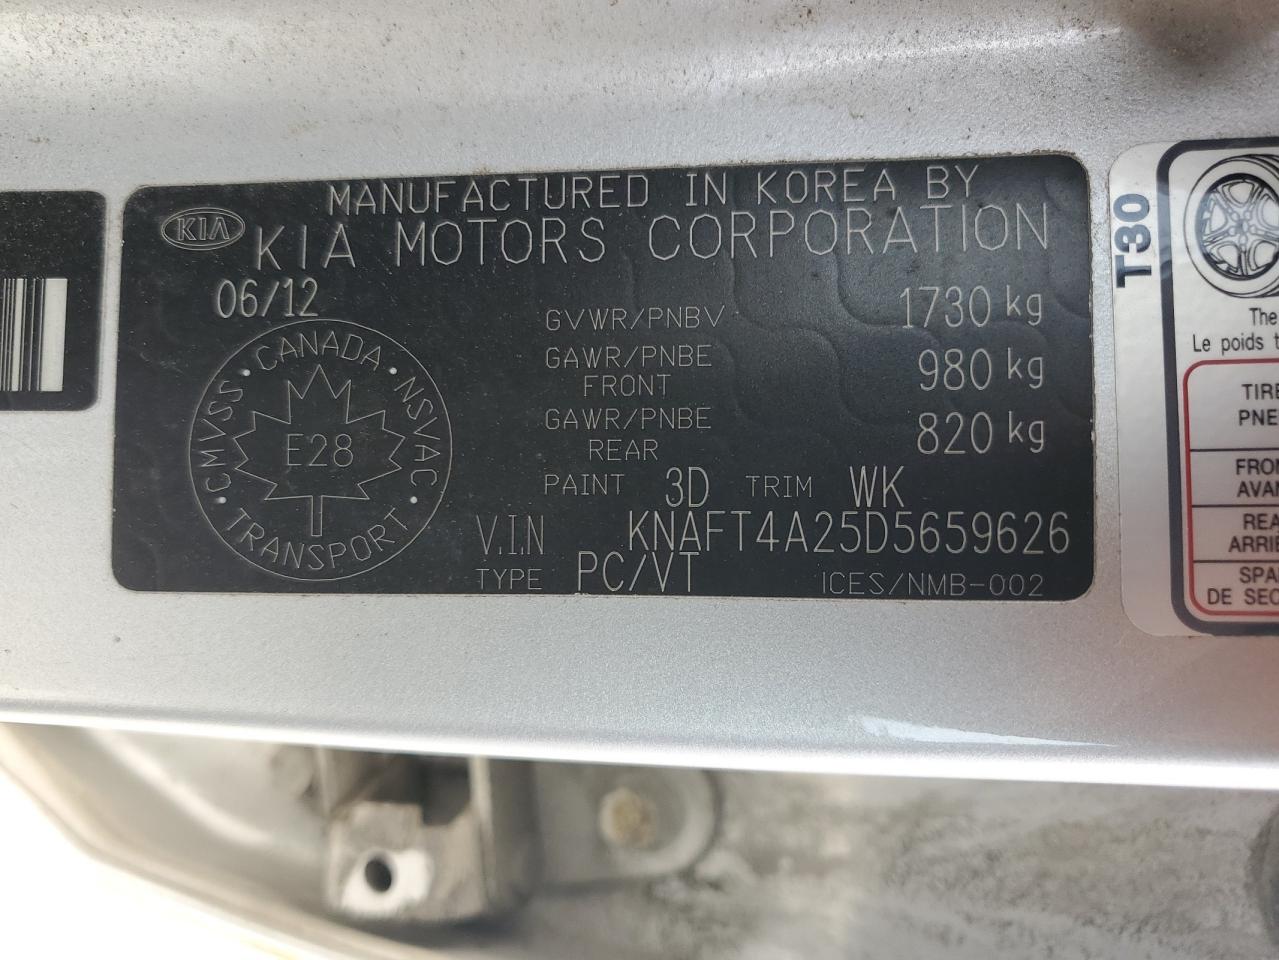 MANUFACTURED IN KOREA BY
KIA
KIA MOTORS CORPORATION
06/12
GVWR/PNBV 1730 kg
GAWR/PNBE FRONT 980 kg
GAWR/PNBE REAR 820 kg
CMVSS · CANADA · NSVAC · TRANSPORT ·
E28
PAINT 3D TRIM WK
V.I.N KNAFT4A25D5659626
TYPE PC/VT ICES/NMB-002
T30
The
Le poids
TIRE
PNE
FRON
AVAN
REA
ARRIÈ
SPA
DE SEC